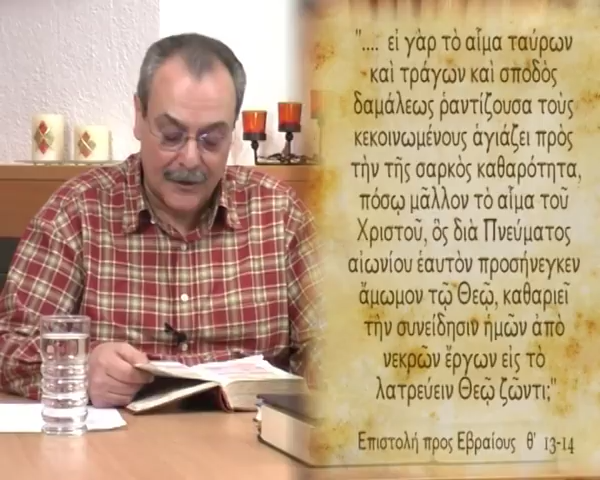 ".... εἰ γὰρ τὸ αἷμα ταύρων
καὶ τράγων καὶ σποδὸς
δαμάλεως ῥαντίζουσα τοὺς
κεκοινωμένους ἁγιάζει πρὸς
τὴν τῆς σαρκὸς καθαρότητα,
πόσῳ μᾶλλον τὸ αἷμα τοῦ
Χριστοῦ, ὃς διὰ Πνεύματος
αἰωνίου ἑαυτὸν προσήνεγκεν
ἄμωμον τῷ Θεῷ, καθαριεῖ
τὴν συνείδησιν ἡμῶν ἀπὸ
νεκρῶν ἔργων εἰς τὸ
λατρεύειν Θεῷ ζῶντι;"
Επιστολή προς Εβραίους θ' 13-14